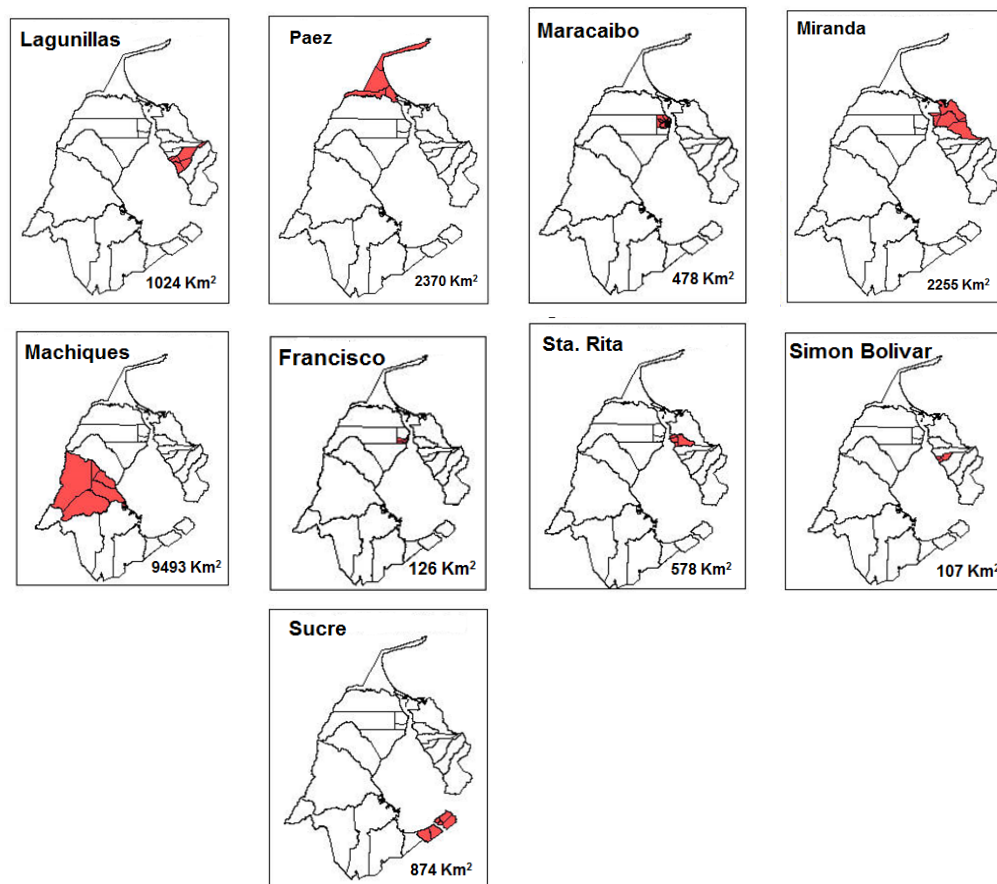 Lagunillas
1024 Km²
Paez
2370 Km²
Maracaibo
478 Km²
Miranda
2255 Km²
Machiques
9493 Km²
Francisco
126 Km²
Sta. Rita
578 Km²
Simon Bolivar
107 Km²
Sucre
874 Km²